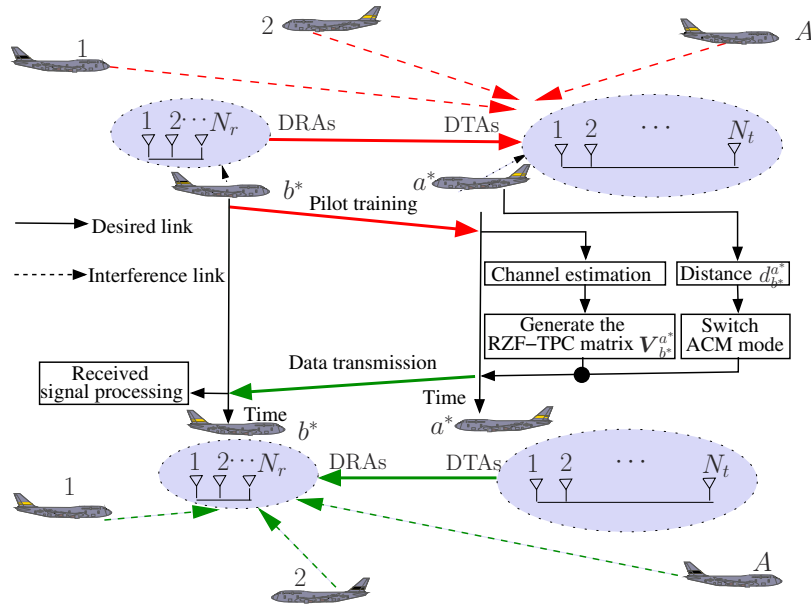 1
2
A
1 2 ··· N_r
DRAs
DTAs
1 2 ··· N_t
b*
a*
Pilot training
Desired link
Interference link
Channel estimation
Distance d_{b*}^{a*}
Generate the
RZF−TPC matrix V_{b*}^{a*}
Switch
ACM mode
Data transmission
Received
signal processing
Time
Time
b*
a*
1 2 ··· N_r
DRAs
DTAs
1 2 ··· N_t
1
2
A